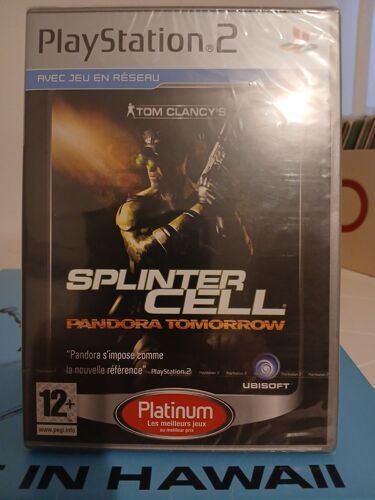 PlayStation®2
AVEC JEU EN RÉSEAU
TOM CLANCY'S
SPLINTER
CELL
PANDORA TOMORROW
"Pandora s'impose comme
la nouvelle référence" - PlayStation 2
UBISOFT
12+
www.pegi.info
Platinum
Les meilleurs jeux
au meilleur prix
IN HAWAII